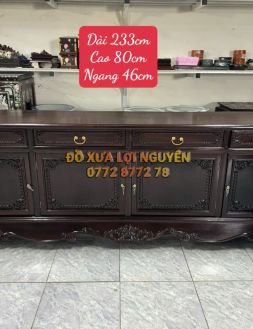 Dài 233cm
Cao 80cm
Ngang 46cm
ĐỒ XƯA LỢI NGUYỄN
0772 8772 78